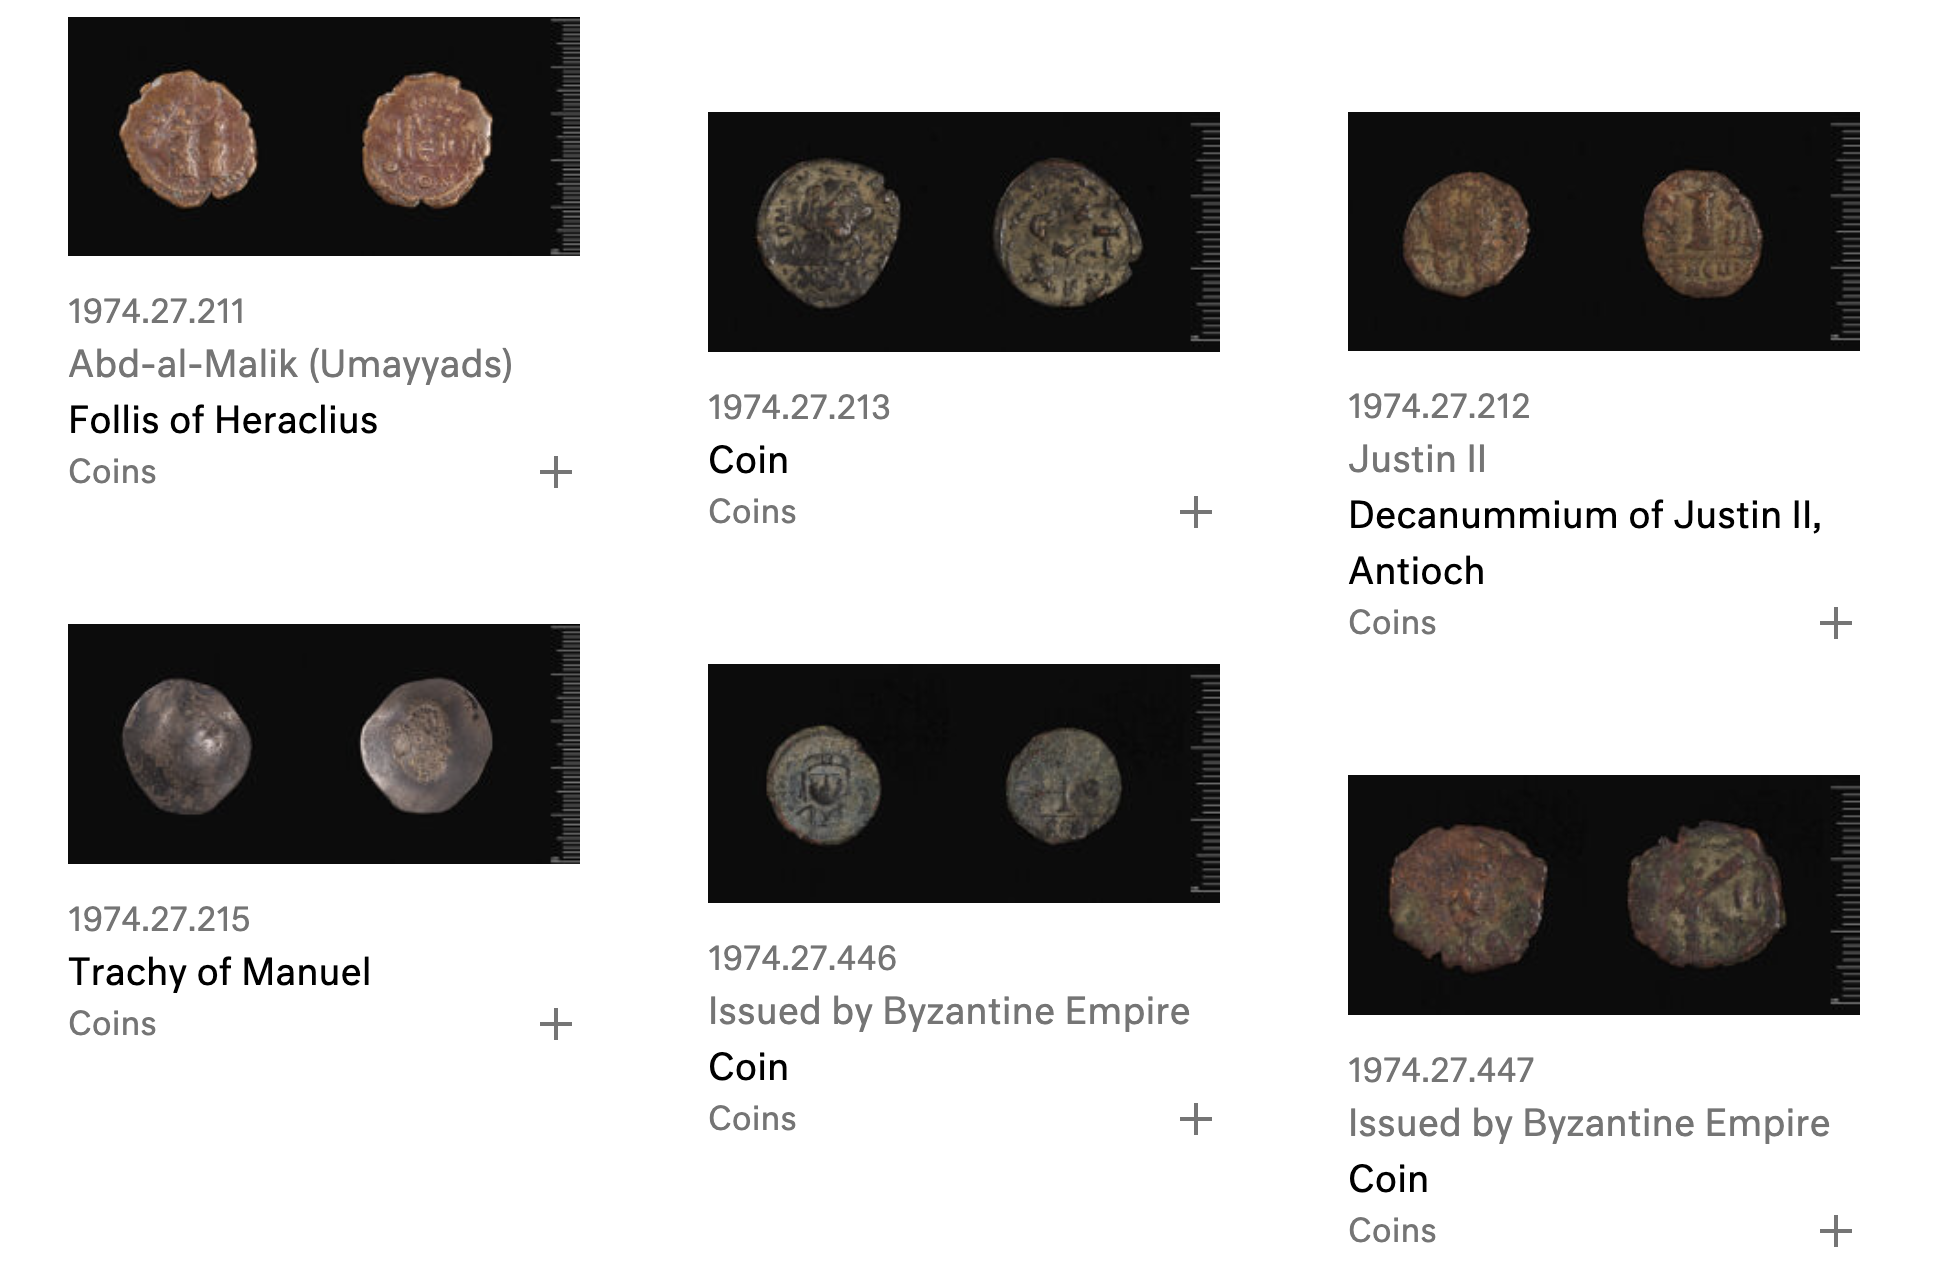 1974.27.211
Abd-al-Malik (Umayyads)
Follis of Heraclius
Coins
1974.27.213
Coin
Coins
1974.27.212
Justin II
Decanummium of Justin II,
Antioch
Coins
1974.27.215
Trachy of Manuel
Coins
1974.27.446
Issued by Byzantine Empire
Coin
Coins
1974.27.447
Issued by Byzantine Empire
Coin
Coins